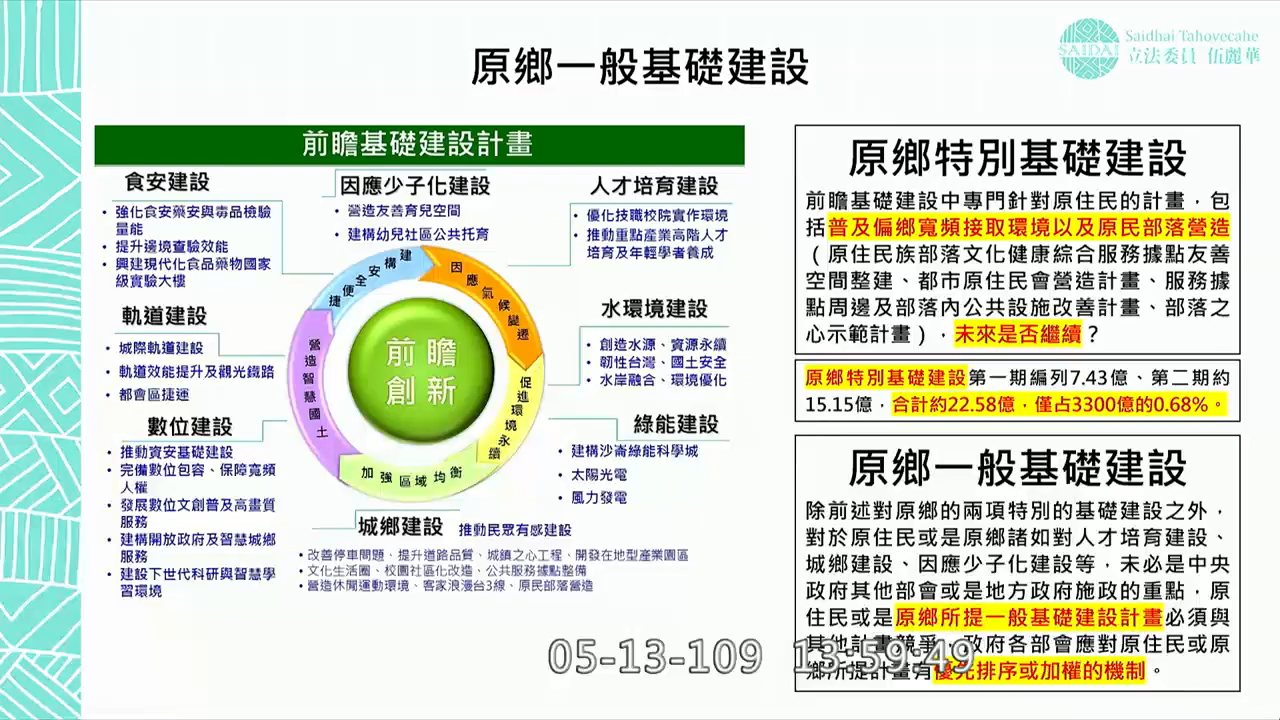 Saidhai Tahovecahe
SAIDAI
立法委員 伍麗華
原鄉一般基礎建設
前瞻基礎建設計畫
食安建設
• 強化食安藥安與毒品檢驗
量能
• 提升邊境查驗效能
• 興建現代化食品藥物國家
級實驗大樓
軌道建設
• 城際軌道建設
• 軌道效能提升及觀光鐵路
• 都會區捷運
數位建設
• 推動資安基礎建設
• 完備數位包容、保障寬頻
人權
• 發展數位文創普及高畫質
服務
• 建構開放政府及智慧城鄉
服務
• 建設下世代科研與智慧學
習環境
因應少子化建設
• 營造友善育兒空間
• 建構幼兒社區公共托育
人才培育建設
• 優化技職校院實作環境
• 推動重點產業高階人才
培育及年輕學者養成
水環境建設
• 創造水源、資源永續
• 韌性台灣、國土安全
• 水岸融合、環境優化
綠能建設
• 建構沙崙綠能科學城
• 太陽光電
• 風力發電
建構安全便捷
因應氣候變遷
促進環境永續
加強區域均衡
營造智慧國土
前瞻
創新
城鄉建設 推動民眾有感建設
• 改善停車問題、提升道路品質、城鎮之心工程、開發在地型產業園區
• 文化生活圈、校園社區化改造、公共服務據點整備
• 營造休閒運動環境、客家浪漫台3線、原民部落營造
原鄉特別基礎建設
前瞻基礎建設中專門針對原住民的計畫，包
括普及偏鄉寬頻接取環境以及原民部落營造
（原住民族部落文化健康綜合服務據點友善
空間整建、都市原住民會營造計畫、服務據
點周邊及部落內公共設施改善計畫、部落之
心示範計畫），未來是否繼續？
原鄉特別基礎建設第一期編列7.43億、第二期約
15.15億，合計約22.58億，僅占3300億的0.68%。
原鄉一般基礎建設
除前述對原鄉的兩項特別的基礎建設之外，
對於原住民或是原鄉諸如對人才培育建設、
城鄉建設、因應少子化建設等，未必是中央
政府其他部會或是地方政府施政的重點，原
住民或是原鄉所提一般基礎建設計畫必須與
其他計畫競爭，政府各部會應對原住民或原
鄉所提計畫有優先排序或加權的機制。
05-13-109 13:59:49